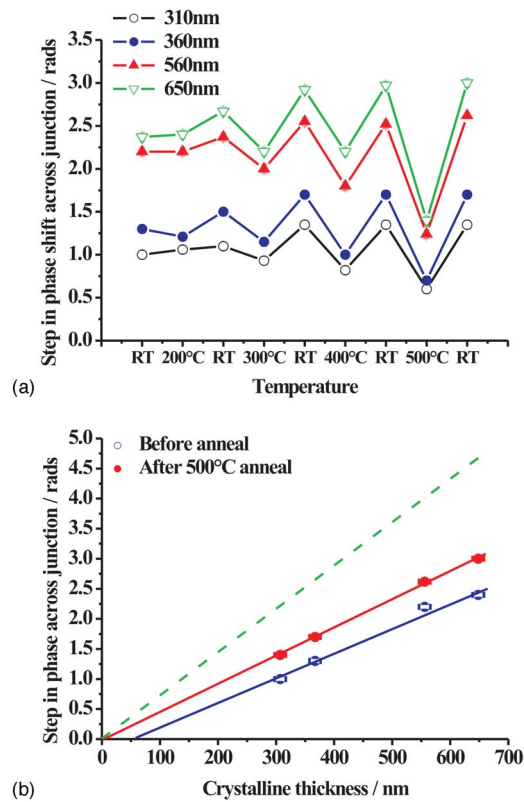 310nm
360nm
560nm
650nm
Step in phase shift across junction / rads
3.5
3.0
2.5
2.0
1.5
1.0
0.5
0.0
RT 200°C RT 300°C RT 400°C RT 500°C RT
Temperature
(a)
Before anneal
After 500°C anneal
Step in phase across junction / rads
5.0
4.5
4.0
3.5
3.0
2.5
2.0
1.5
1.0
0.5
0.0
0 100 200 300 400 500 600 700
Crystalline thickness / nm
(b)